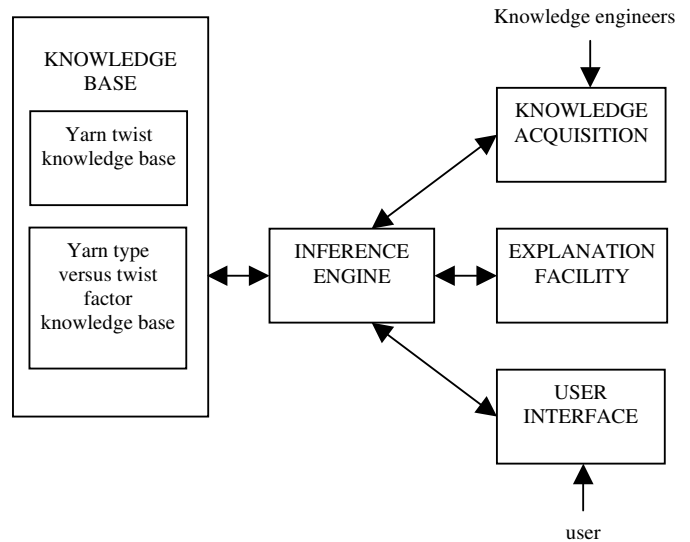 Knowledge engineers
KNOWLEDGE
BASE
Yarn twist
knowledge base
Yarn type
versus twist
factor
knowledge base
INFERENCE
ENGINE
KNOWLEDGE
ACQUISITION
EXPLANATION
FACILITY
USER
INTERFACE
user